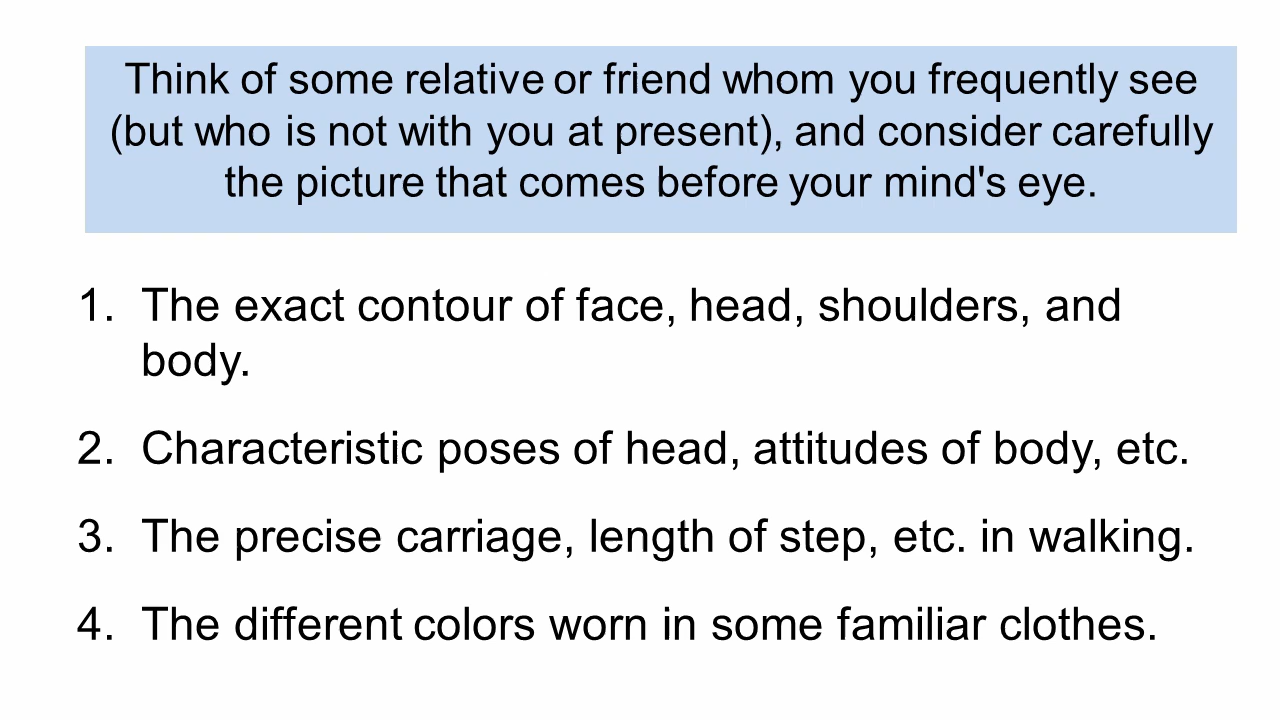 Think of some relative or friend whom you frequently see
(but who is not with you at present), and consider carefully
the picture that comes before your mind's eye.
1. The exact contour of face, head, shoulders, and
body.
2. Characteristic poses of head, attitudes of body, etc.
3. The precise carriage, length of step, etc. in walking.
4. The different colors worn in some familiar clothes.